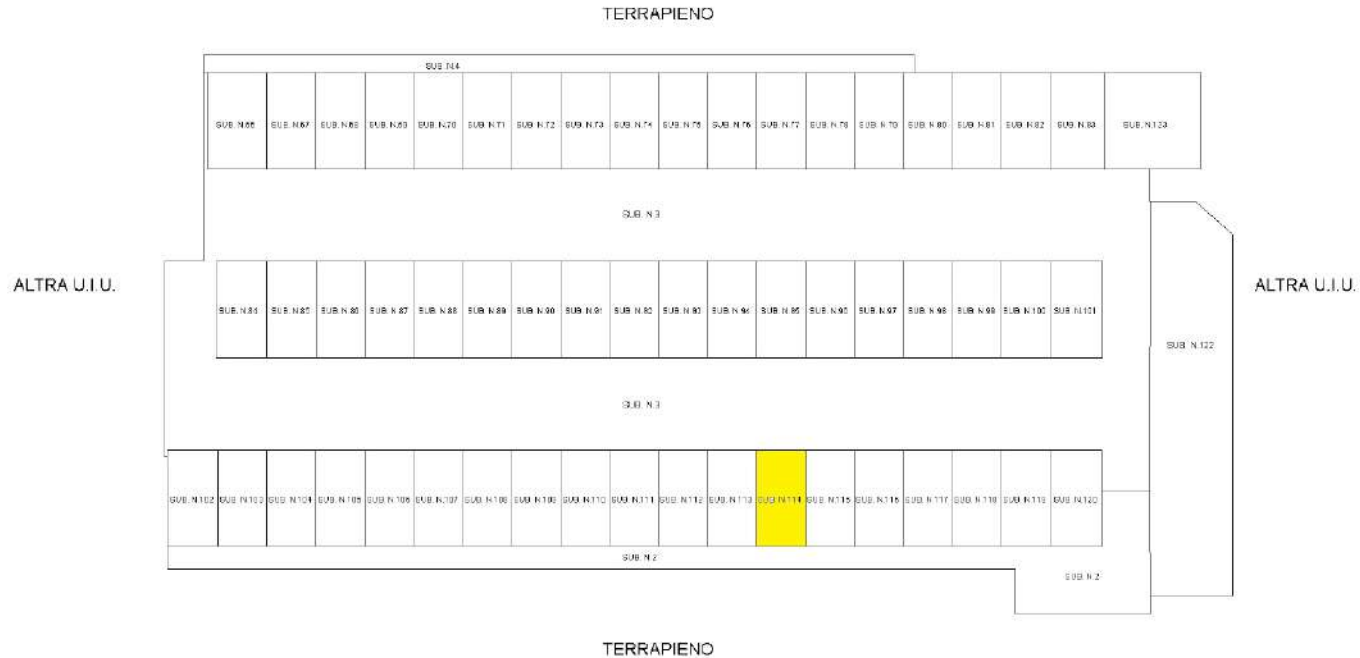 TERRAPIENO
SUB. N.4
SUB. N.66 SUB. N.67 SUB. N.68 SUB. N.69 SUB. N.70 SUB. N.71 SUB. N.72 SUB. N.73 SUB. N.74 SUB. N.75 SUB. N.76 SUB. N.77 SUB. N.78 SUB. N.79 SUB. N.80 SUB. N.81 SUB. N.82 SUB. N.83 SUB. N.123
SUB. N.3
ALTRA U.I.U.
ALTRA U.I.U.
SUB. N.84 SUB. N.85 SUB. N.86 SUB. N.87 SUB. N.88 SUB. N.89 SUB. N.90 SUB. N.91 SUB. N.92 SUB. N.93 SUB. N.94 SUB. N.95 SUB. N.96 SUB. N.97 SUB. N.98 SUB. N.99 SUB. N.100 SUB. N.101
SUB. N.122
SUB. N.3
SUB. N.102 SUB. N.103 SUB. N.104 SUB. N.105 SUB. N.106 SUB. N.107 SUB. N.108 SUB. N.109 SUB. N.110 SUB. N.111 SUB. N.112 SUB. N.113 SUB. N.114 SUB. N.115 SUB. N.116 SUB. N.117 SUB. N.118 SUB. N.119 SUB. N.120
SUB. N.2
SUB. N.2
TERRAPIENO